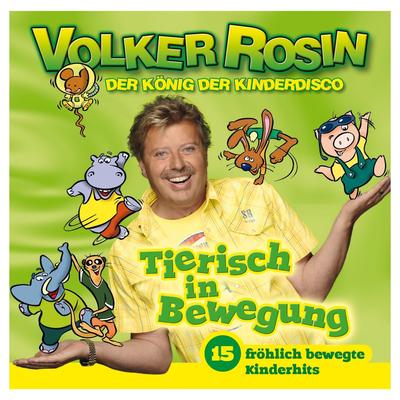 VOLKER ROSIN
DER KÖNIG DER KINDERDISCO
Tierisch
in
Bewegung
15 fröhlich bewegte
Kinderhits